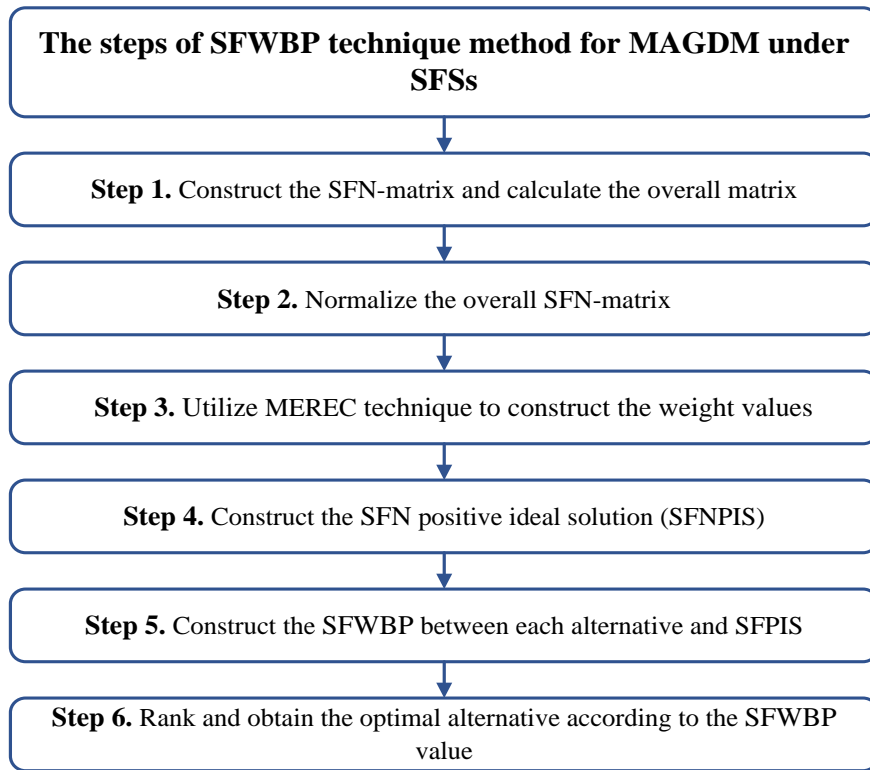 The steps of SFWBP technique method for MAGDM under
SFSs
Step 1. Construct the SFN-matrix and calculate the overall matrix
Step 2. Normalize the overall SFN-matrix
Step 3. Utilize MEREC technique to construct the weight values
Step 4. Construct the SFN positive ideal solution (SFNPIS)
Step 5. Construct the SFWBP between each alternative and SFPIS
Step 6. Rank and obtain the optimal alternative according to the SFWBP
value